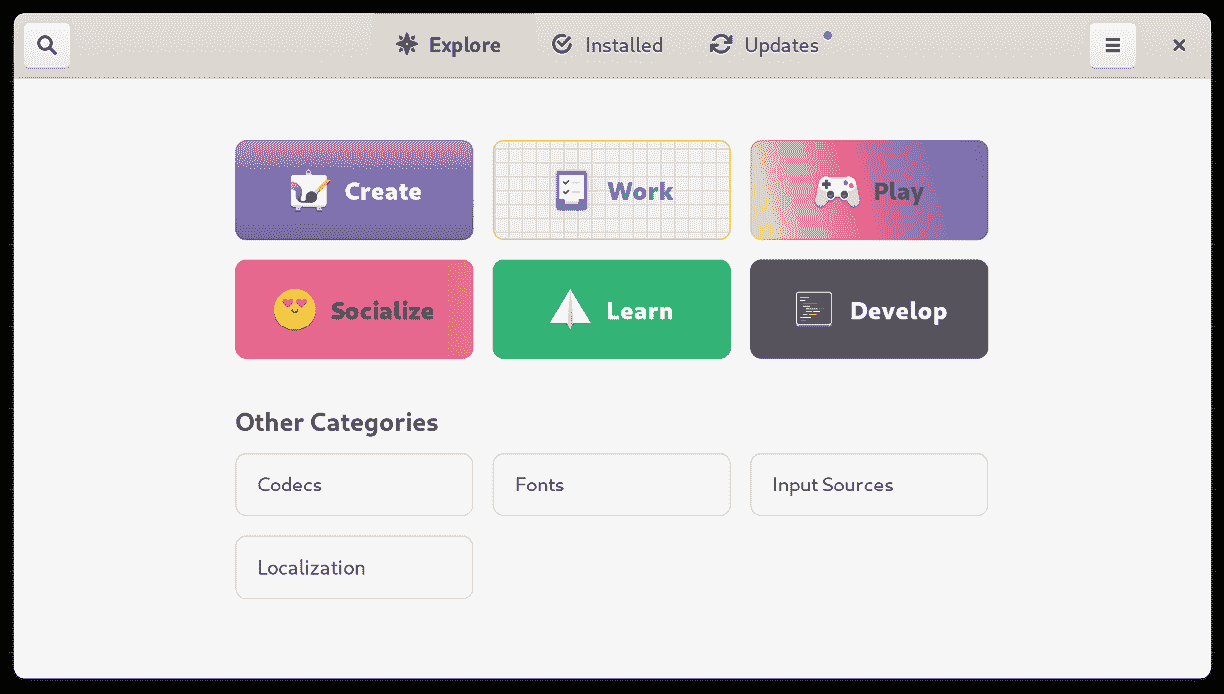 Explore Installed Updates
Create Work Play
Socialize Learn Develop
Other Categories
Codecs Fonts Input Sources
Localization